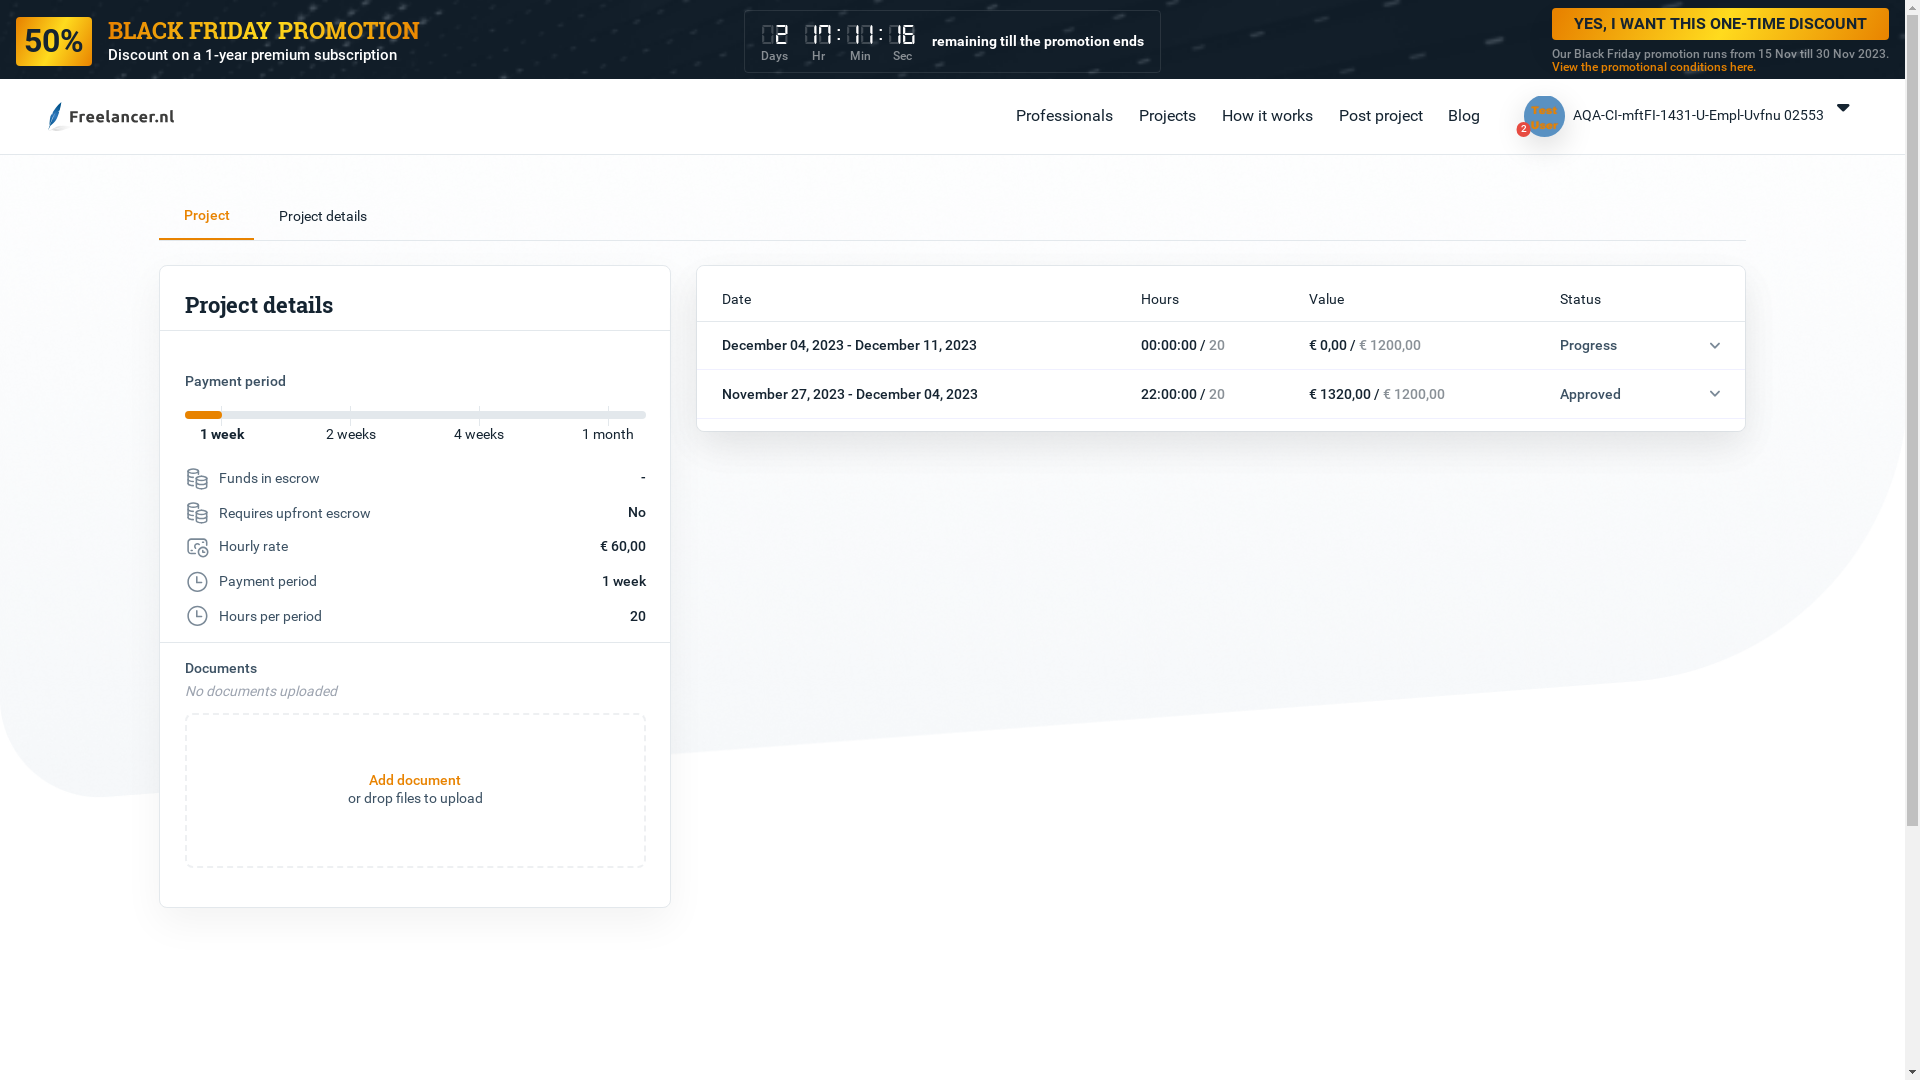 50%
BLACK FRIDAY PROMOTION
Discount on a 1-year premium subscription
2 17 : 11 : 16
Days Hr Min Sec
remaining till the promotion ends
YES, I WANT THIS ONE-TIME DISCOUNT
Our Black Friday promotion runs from 15 Nov till 30 Nov 2023.
View the promotional conditions here.
Freelancer.nl
Professionals
Projects
How it works
Post project
Blog
Test
User
2
AQA-CI-mftFI-1431-U-Empl-Uvfnu 02553
Project
Project details
Project details
Payment period
1 week 2 weeks 4 weeks 1 month
Funds in escrow -
Requires upfront escrow No
Hourly rate € 60,00
Payment period 1 week
Hours per period 20
Documents
No documents uploaded
Add document
or drop files to upload
Date Hours Value Status
December 04, 2023 - December 11, 2023 00:00:00 / 20 € 0,00 / € 1200,00 Progress
November 27, 2023 - December 04, 2023 22:00:00 / 20 € 1320,00 / € 1200,00 Approved